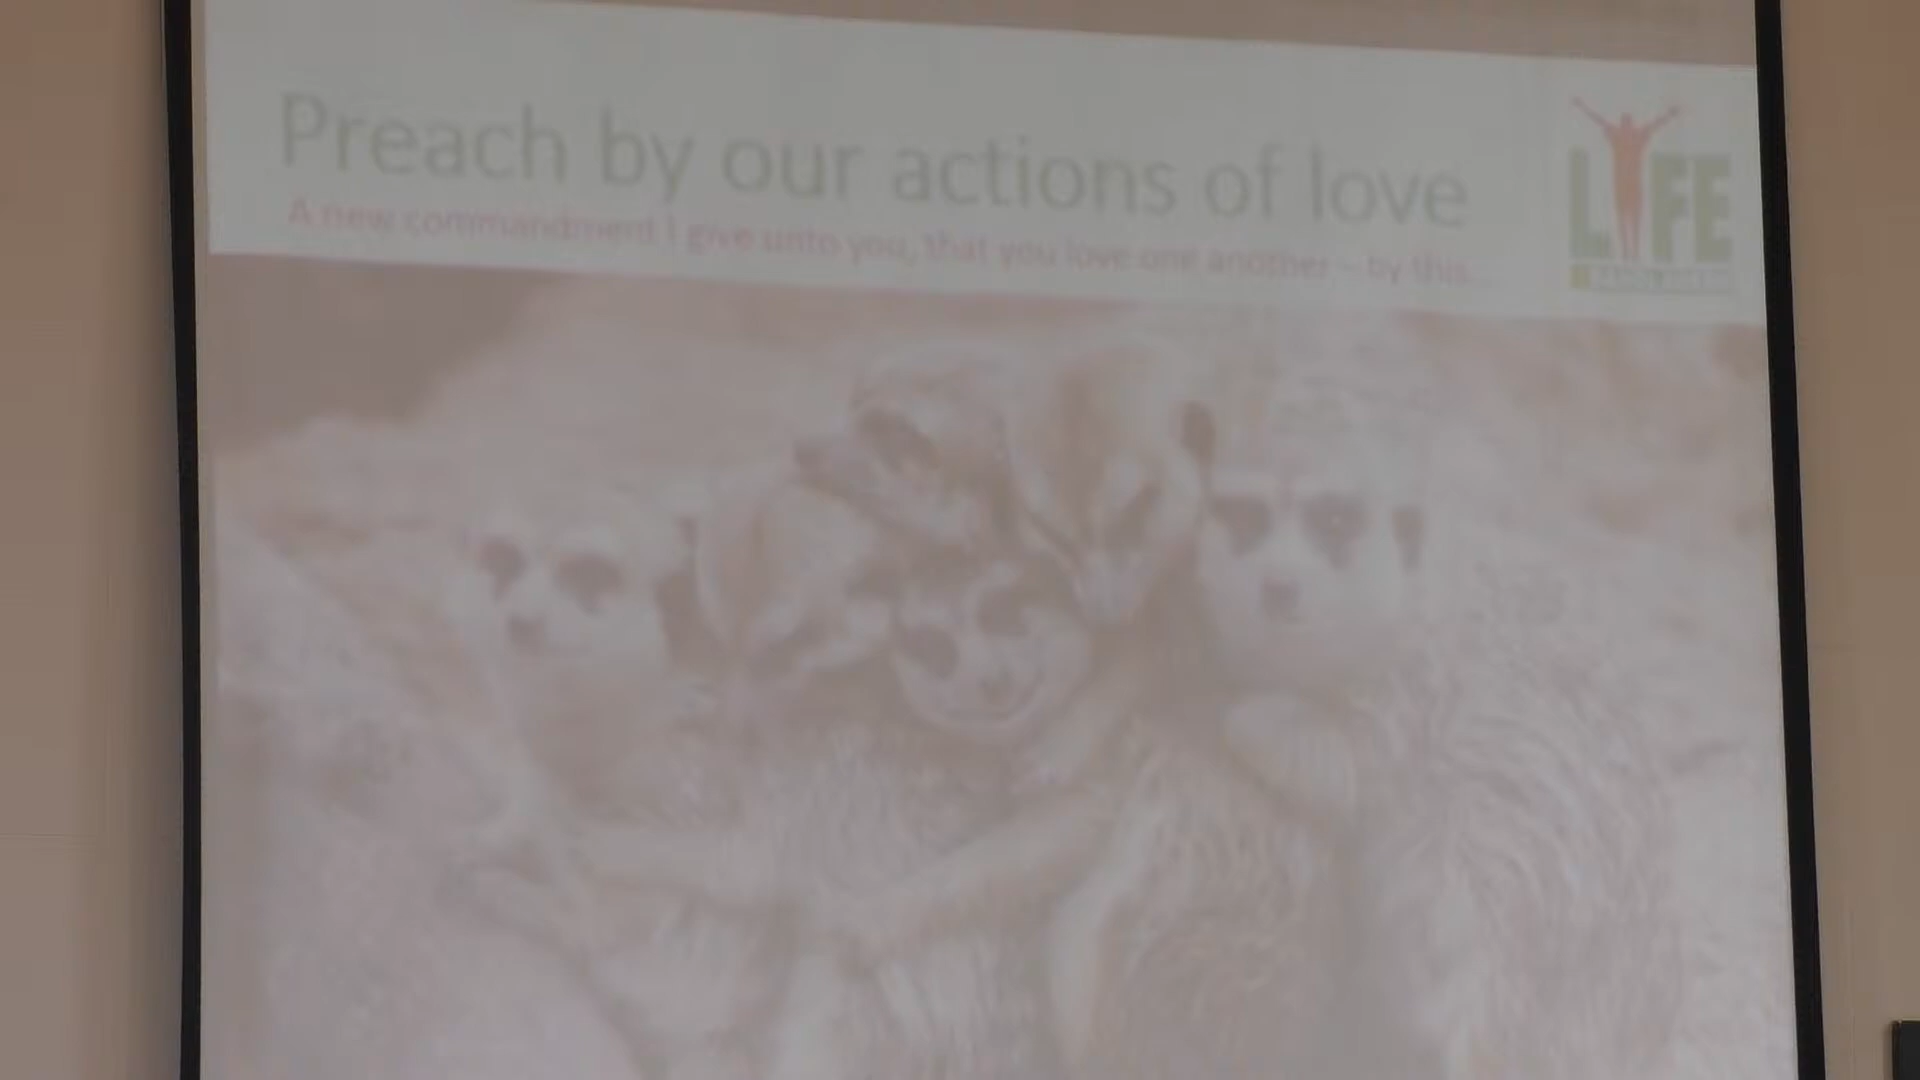 Preach by our actions of love
A new commandment I give unto you, that you love one another – by this...
LIFE